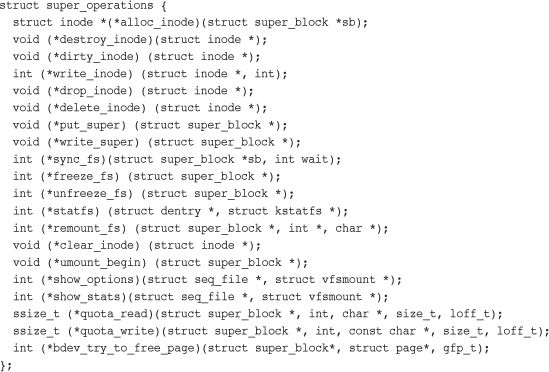 struct super_operations {
struct inode *(*alloc_inode)(struct super_block *sb);
void (*destroy_inode)(struct inode *);
void (*dirty_inode) (struct inode *);
int (*write_inode) (struct inode *, int);
void (*drop_inode) (struct inode *);
void (*delete_inode) (struct inode *);
void (*put_super) (struct super_block *);
void (*write_super) (struct super_block *);
int (*sync_fs)(struct super_block *sb, int wait);
int (*freeze_fs) (struct super_block *);
int (*unfreeze_fs) (struct super_block *);
int (*statfs) (struct dentry *, struct kstatfs *);
int (*remount_fs) (struct super_block *, int *, char *);
void (*clear_inode) (struct inode *);
void (*umount_begin) (struct super_block *);
int (*show_options)(struct seq_file *, struct vfsmount *);
int (*show_stats)(struct seq_file *, struct vfsmount *);
ssize_t (*quota_read)(struct super_block *, int, char *, size_t, loff_t);
ssize_t (*quota_write)(struct super_block *, int, const char *, size_t, loff_t);
int (*bdev_try_to_free_page)(struct super_block*, struct page*, gfp_t);
};